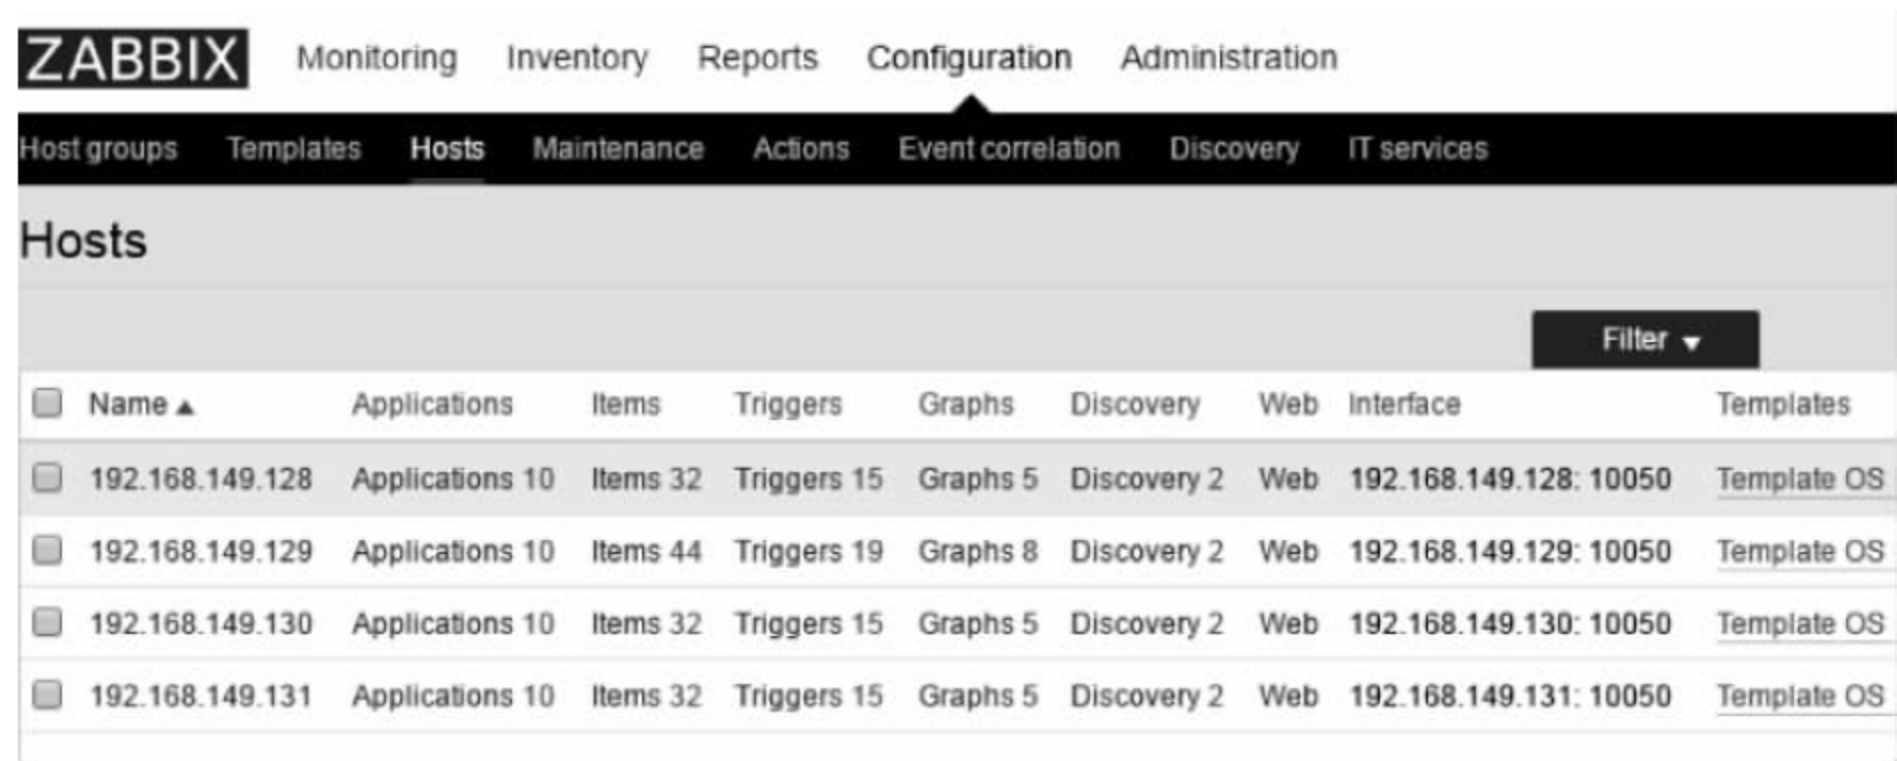 ZABBIX Monitoring Inventory Reports Configuration Administration
Host groups Templates Hosts Maintenance Actions Event correlation Discovery IT services
Hosts
Filter
Name Applications Items Triggers Graphs Discovery Web Interface Templates
192.168.149.128 Applications 10 Items 32 Triggers 15 Graphs 5 Discovery 2 Web 192.168.149.128: 10050 Template OS
192.168.149.129 Applications 10 Items 44 Triggers 19 Graphs 8 Discovery 2 Web 192.168.149.129: 10050 Template OS
192.168.149.130 Applications 10 Items 32 Triggers 15 Graphs 5 Discovery 2 Web 192.168.149.130: 10050 Template OS
192.168.149.131 Applications 10 Items 32 Triggers 15 Graphs 5 Discovery 2 Web 192.168.149.131: 10050 Template OS